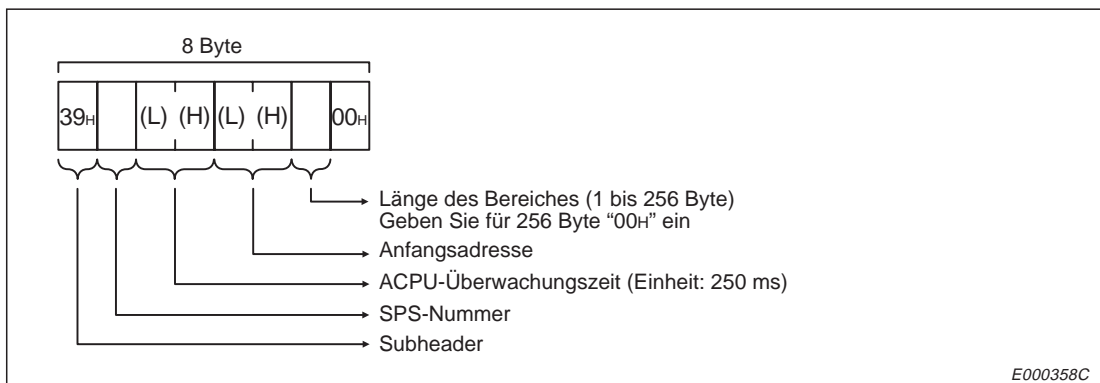 8 Byte
39H (L) (H) (L) (H) 00H
Länge des Bereiches (1 bis 256 Byte)
Geben Sie für 256 Byte “00H” ein
Anfangsadresse
ACPU-Überwachungszeit (Einheit: 250 ms)
SPS-Nummer
Subheader
E000358C